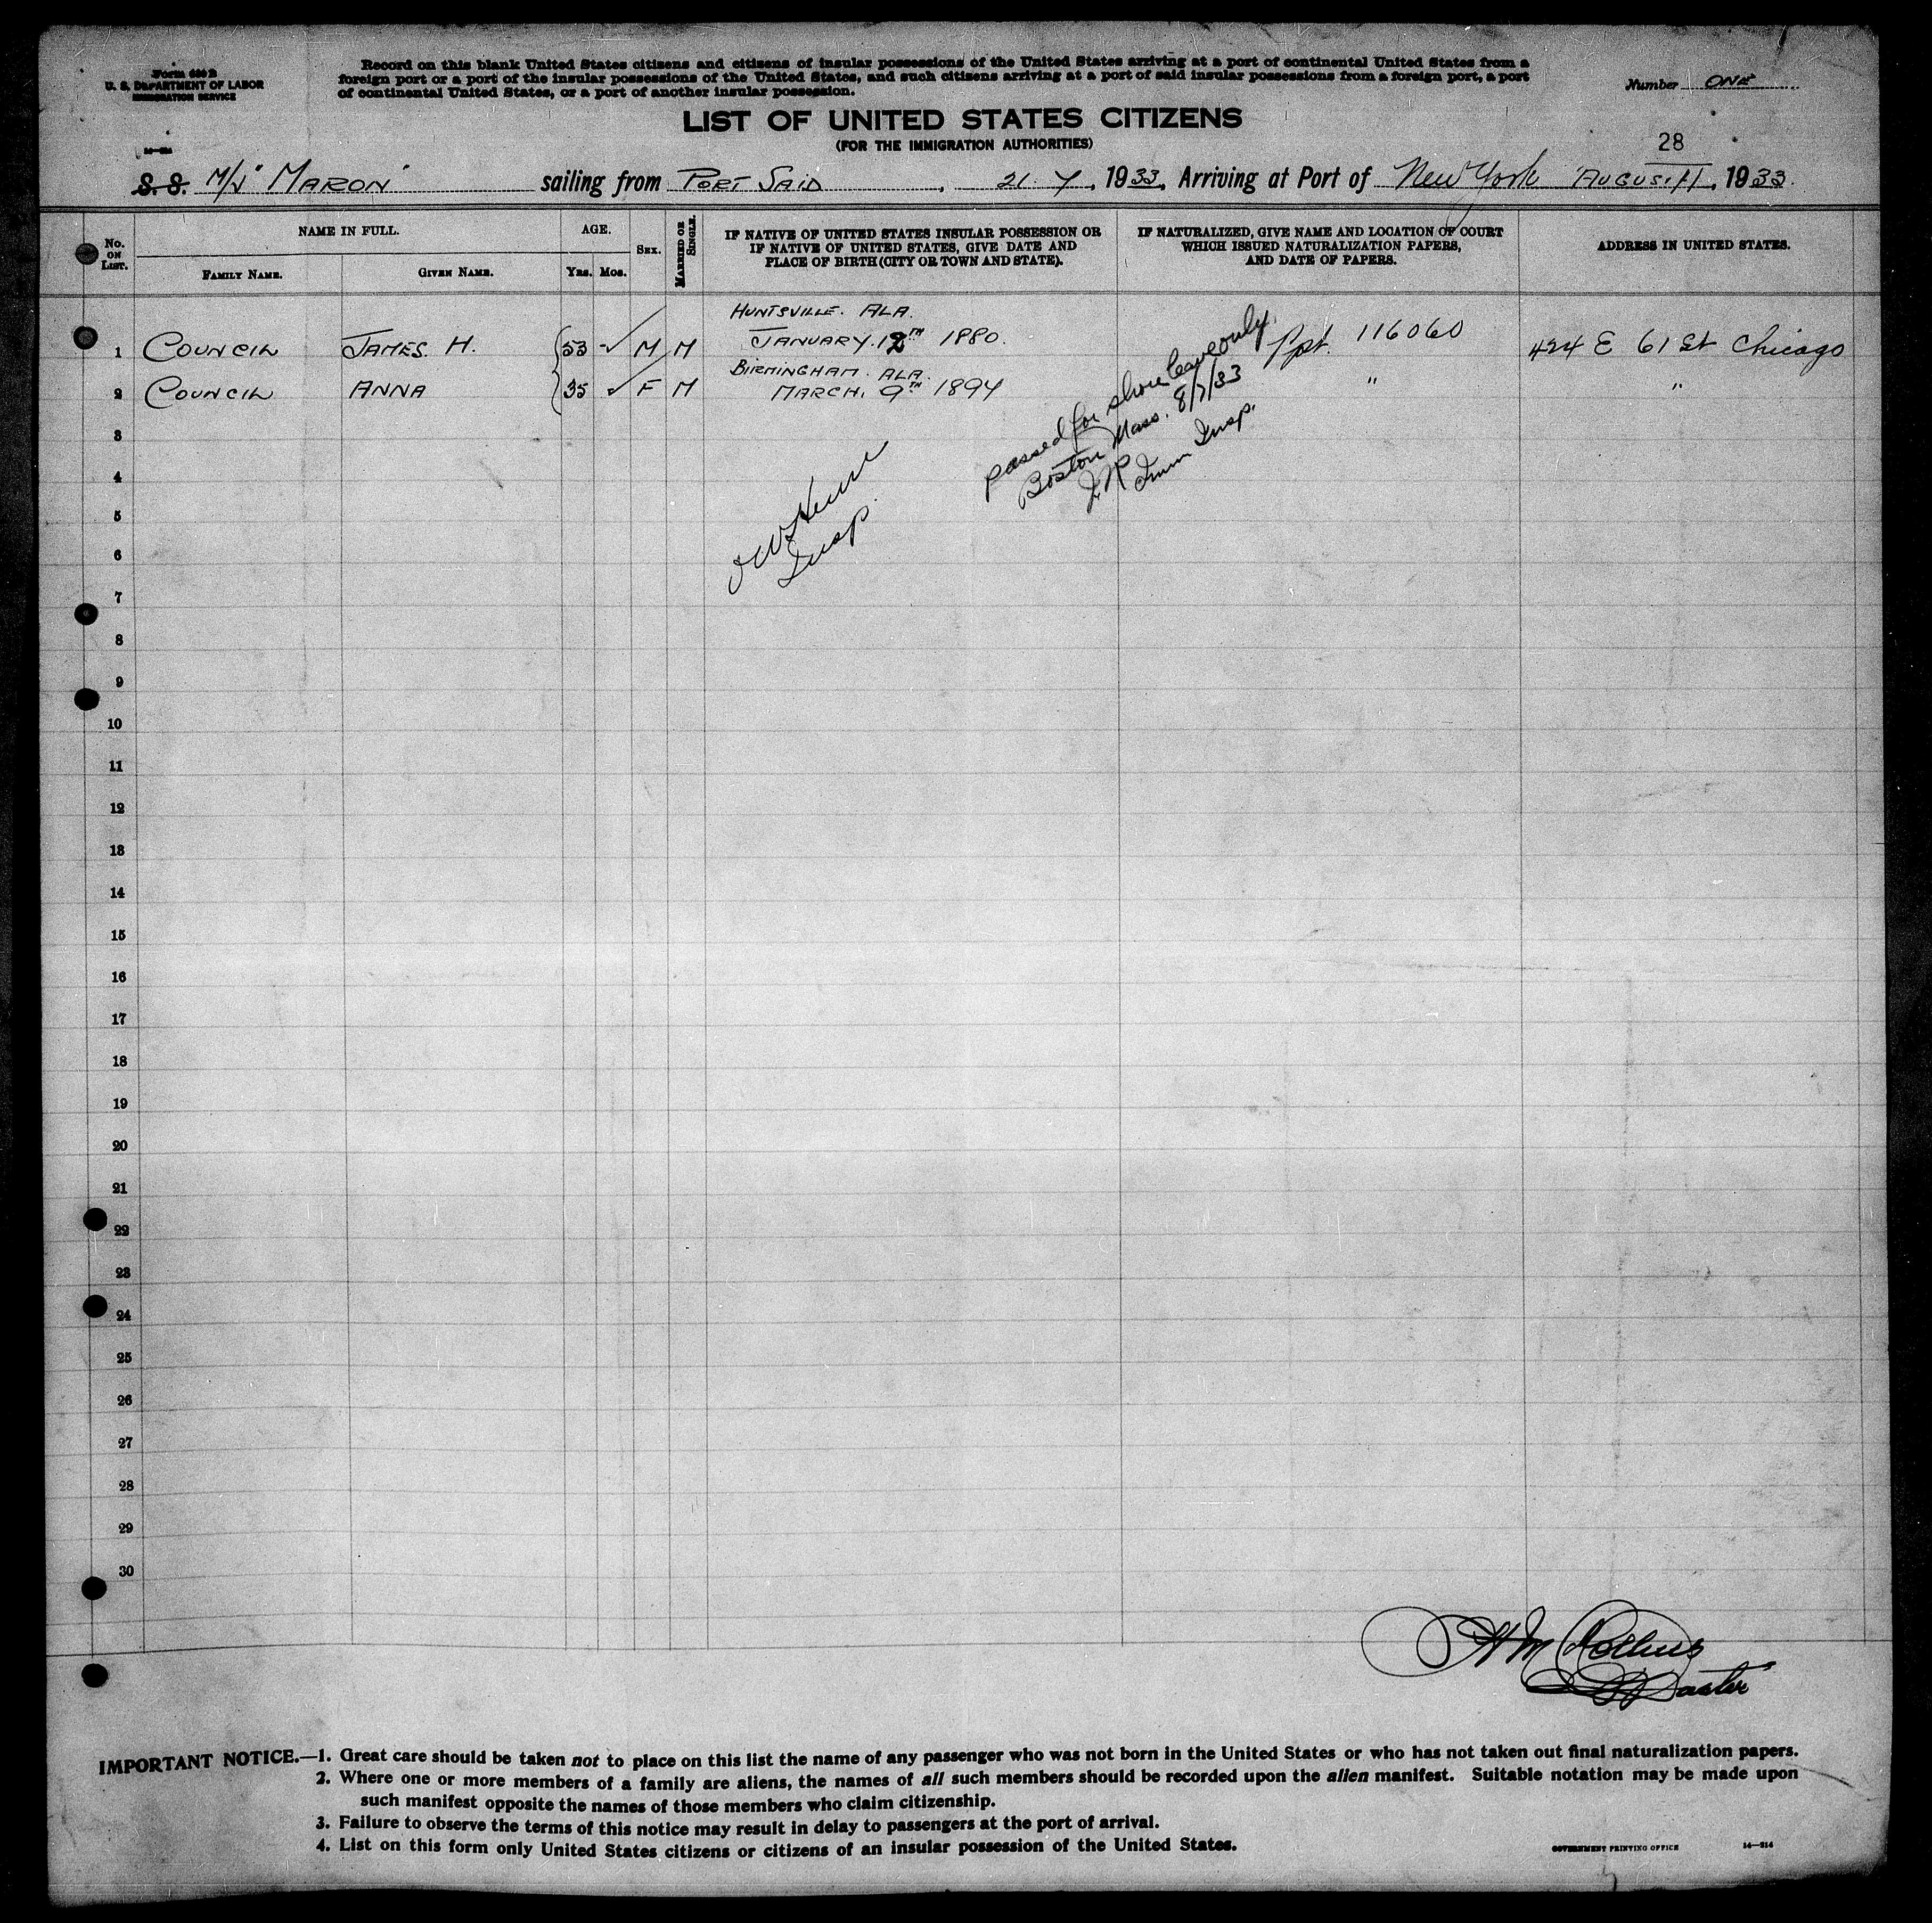 Form 630 B
U. S. DEPARTMENT OF LABOR
IMMIGRATION SERVICE
Record on this blank United States citizens and citizens of insular possessions of the United States arriving at a port of continental United States from a
foreign port or a port of the insular possessions of the United States, and such citizens arriving at a port of said insular possessions from a foreign port, a port
of continental United States, or a port of another insular possession.
Number ONE
LIST OF UNITED STATES CITIZENS
(FOR THE IMMIGRATION AUTHORITIES)
28
S. S. M/V "MARON" sailing from PORT SAID, 21 7, 1933, Arriving at Port of New York AUGUST 11, 1933.
No. ON LIST.
NAME IN FULL.
FAMILY NAME.
GIVEN NAME.
AGE.
Yrs. Mos.
SEX.
MARRIED OR SINGLE.
IF NATIVE OF UNITED STATES INSULAR POSSESSION OR
IF NATIVE OF UNITED STATES, GIVE DATE AND
PLACE OF BIRTH (CITY OR TOWN AND STATE).
IF NATURALIZED, GIVE NAME AND LOCATION OF COURT
WHICH ISSUED NATURALIZATION PAPERS,
AND DATE OF PAPERS.
ADDRESS IN UNITED STATES.
HUNTSVILLE. ALA.
1 COUNCIL JAMES. H. 53 M M JANUARY. 12TH 1880. Ppt. 116060 424 E 61 St Chicago
BIRMINGHAM. ALA.
2 COUNCIL ANNA 35 F M MARCH. 9TH 1894 " "
passed for shore leave only
Boston Mass. 8/7/33
Imm Insp.
Insp.
3
4
5
6
7
8
9
10
11
12
13
14
15
16
17
18
19
20
21
22
23
24
25
26
27
28
29
30
Master
IMPORTANT NOTICE.—1. Great care should be taken not to place on this list the name of any passenger who was not born in the United States or who has not taken out final naturalization papers.
2. Where one or more members of a family are aliens, the names of all such members should be recorded upon the alien manifest. Suitable notation may be made upon
such manifest opposite the names of those members who claim citizenship.
3. Failure to observe the terms of this notice may result in delay to passengers at the port of arrival.
4. List on this form only United States citizens or citizens of an insular possession of the United States.
GOVERNMENT PRINTING OFFICE 14—214